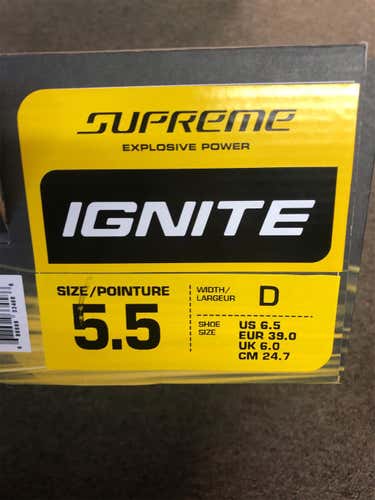 SUPREME
EXPLOSIVE POWER
IGNITE
SIZE/POINTURE
5.5
WIDTH/
LARGEUR
D
SHOE
SIZE
US 6.5
EUR 39.0
UK 6.0
CM 24.7